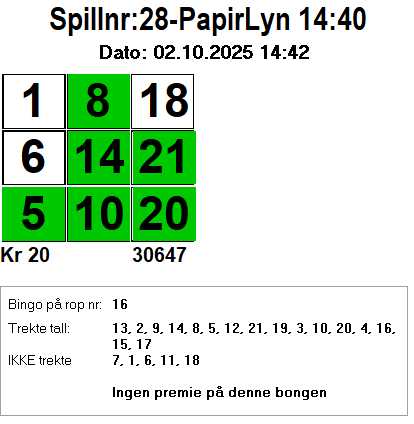 Spillnr:28-PapirLyn 14:40
Dato: 02.10.2025 14:42
1 8 18
6 14 21
5 10 20
Kr 20 30647
Bingo på rop nr: 16
Trekte tall: 13, 2, 9, 14, 8, 5, 12, 21, 19, 3, 10, 20, 4, 16,
15, 17
IKKE trekte 7, 1, 6, 11, 18
Ingen premie på denne bongen